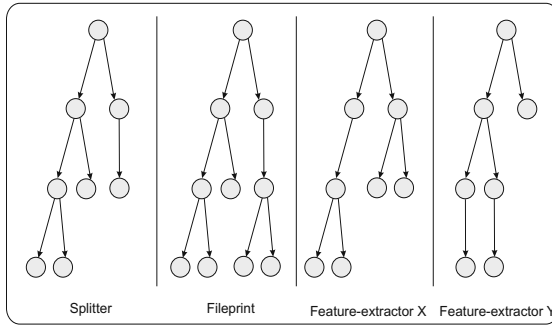 Splitter
Fileprint
Feature-extractor X
Feature-extractor Y